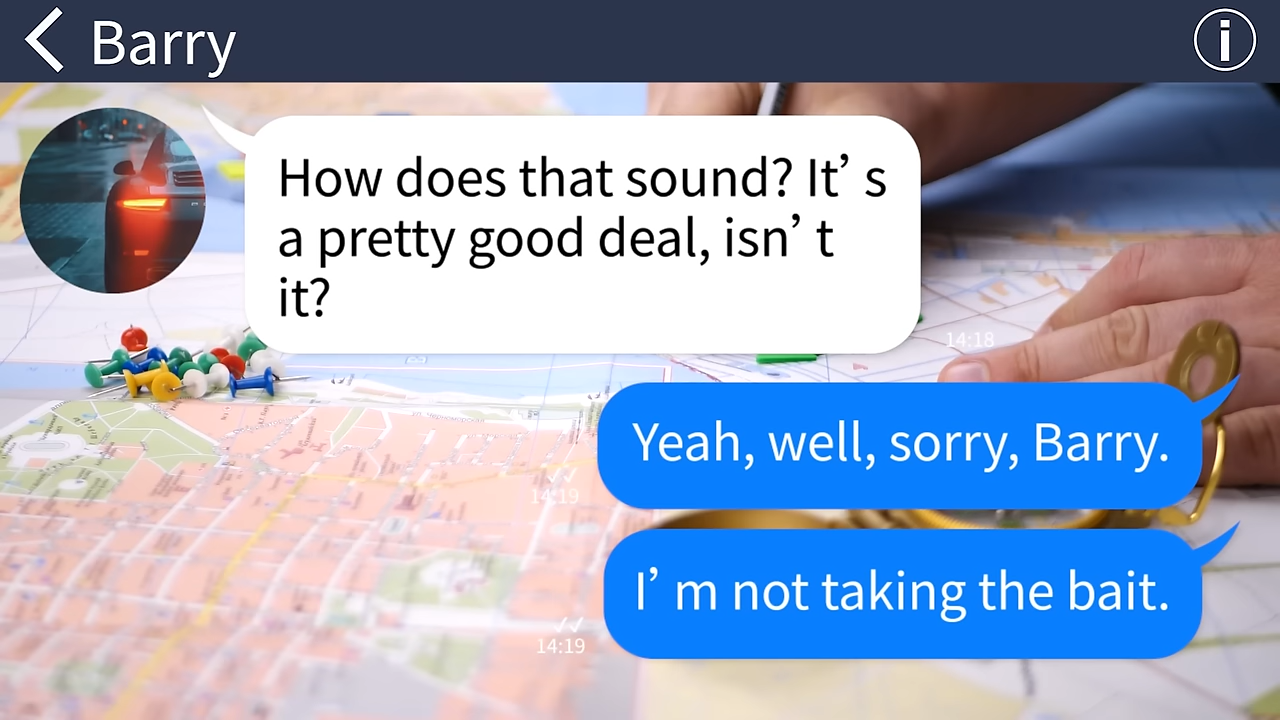 Barry
How does that sound? It’s
a pretty good deal, isn’t
it?
14:18
Yeah, well, sorry, Barry.
14:19
I’m not taking the bait.
14:19